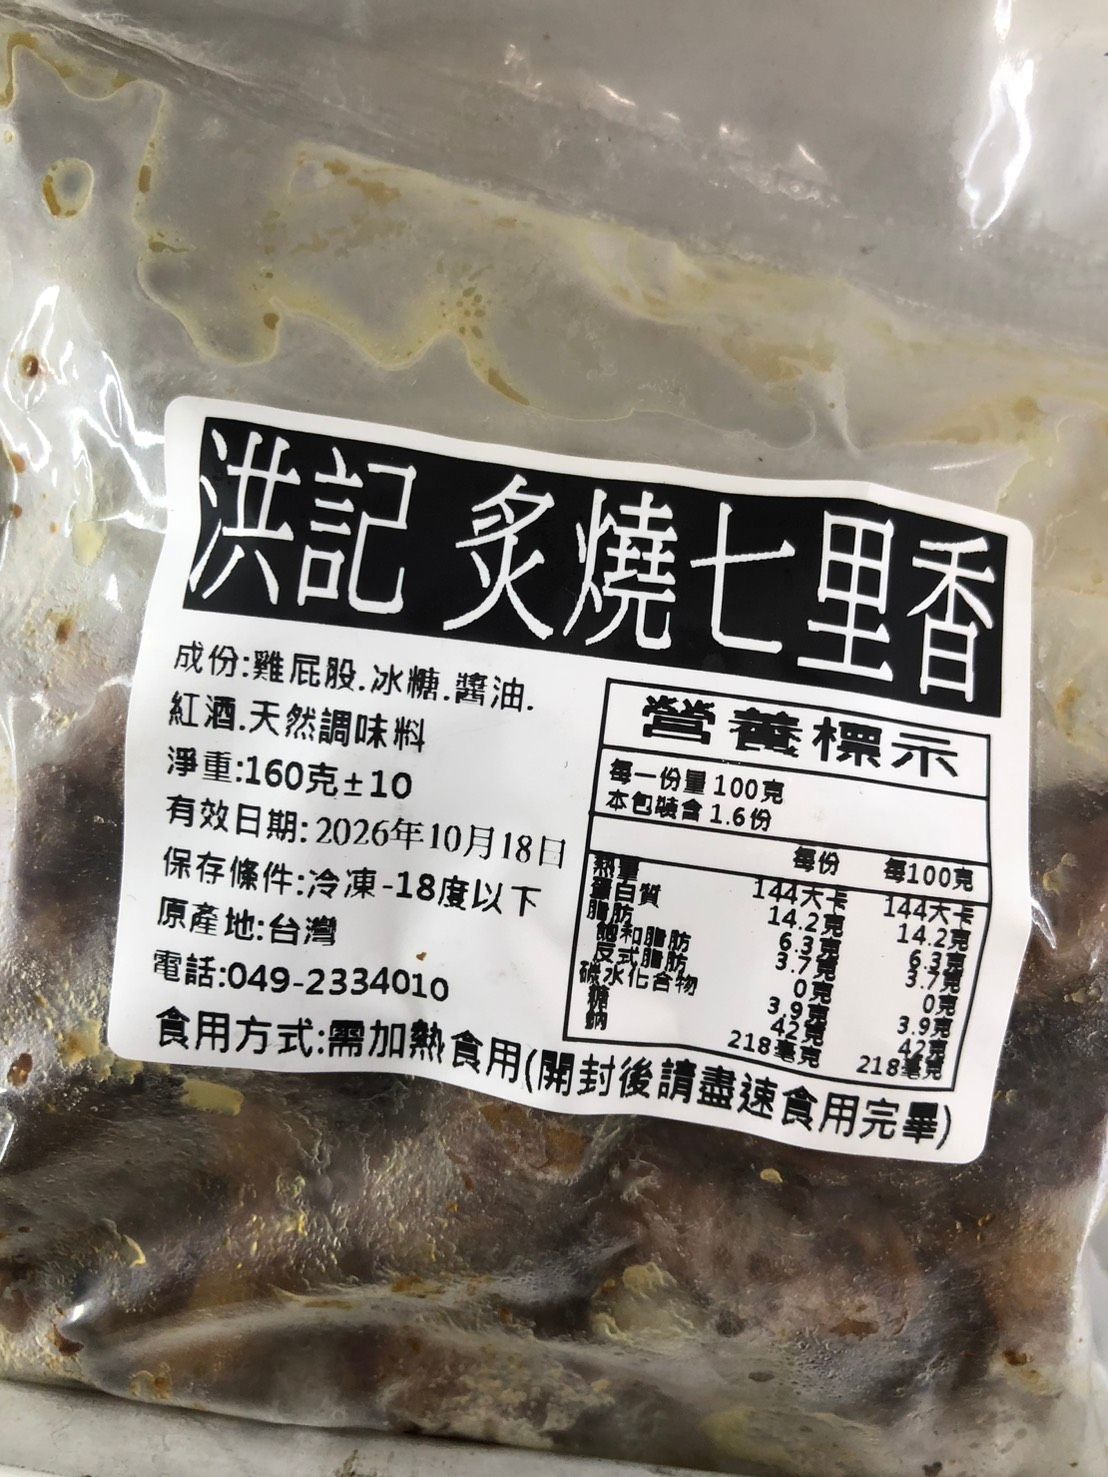 洪記 炙燒七里香
成份:雞屁股.冰糖.醬油.
紅酒.天然調味料
淨重:160克±10
有效日期: 2026年10月18日
保存條件:冷凍-18度以下
原產地:台灣
電話:049-2334010
食用方式:需加熱食用(開封後請盡速食用完畢)
營養標示
每一份量 100克
本包裝含 1.6份
每份 每100克
熱量 144大卡 144大卡
蛋白質 14.2克 14.2克
脂肪 6.3克 6.3克
飽和脂肪 3.7克 3.7克
反式脂肪 0克 0克
碳水化合物 3.9克 3.9克
糖 42克 42克
鈉 218毫克 218毫克